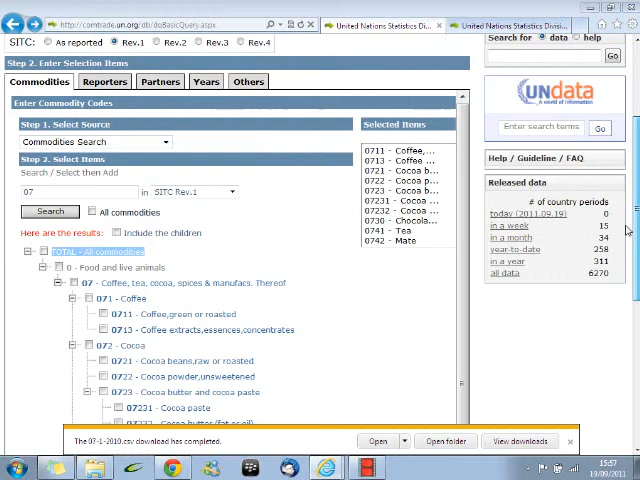 http://comtrade.un.org/db/dqBasicQuery.aspx
United Nations Statistics Divisi...
United Nations Statistics Divis...
SITC: As reported Rev.1 Rev.2 Rev.3 Rev.4
Step 2. Enter Selection Items
Commodities Reporters Partners Years Others
Enter Commodity Codes
Step 1. Select Source
Commodities Search
Step 2. Select Items
Search / Select then Add
07 in SITC Rev.1
Search All commodities
Here are the results: Include the children
TOTAL - All commodities
0 - Food and live animals
07 - Coffee, tea, cocoa, spices & manufacs. Thereof
071 - Coffee
0711 - Coffee,green or roasted
0713 - Coffee extracts,essences,concentrates
072 - Cocoa
0721 - Cocoa beans,raw or roasted
0722 - Cocoa powder,unsweetened
0723 - Cocoa butter and cocoa paste
07231 - Cocoa paste
07232 - Cocoa butter (fat or oil)
Selected Items
0711 - Coffee,...
0713 - Coffee ...
0721 - Cocoa b...
0722 - Cocoa p...
0723 - Cocoa b...
07231 - Cocoa ...
07232 - Cocoa ...
0730 - Chocola...
0741 - Tea
0742 - Mate
Search for data help
Go
UNdata
A world of information
Enter search terms Go
Help / Guideline / FAQ
Released data
# of country periods
today (2011.09.19) 0
in a week 15
in a month 34
year-to-date 258
in a year 311
all data 6270
The 07-1-2010.csv download has completed.
Open Open folder View downloads
15:57
19/09/2011